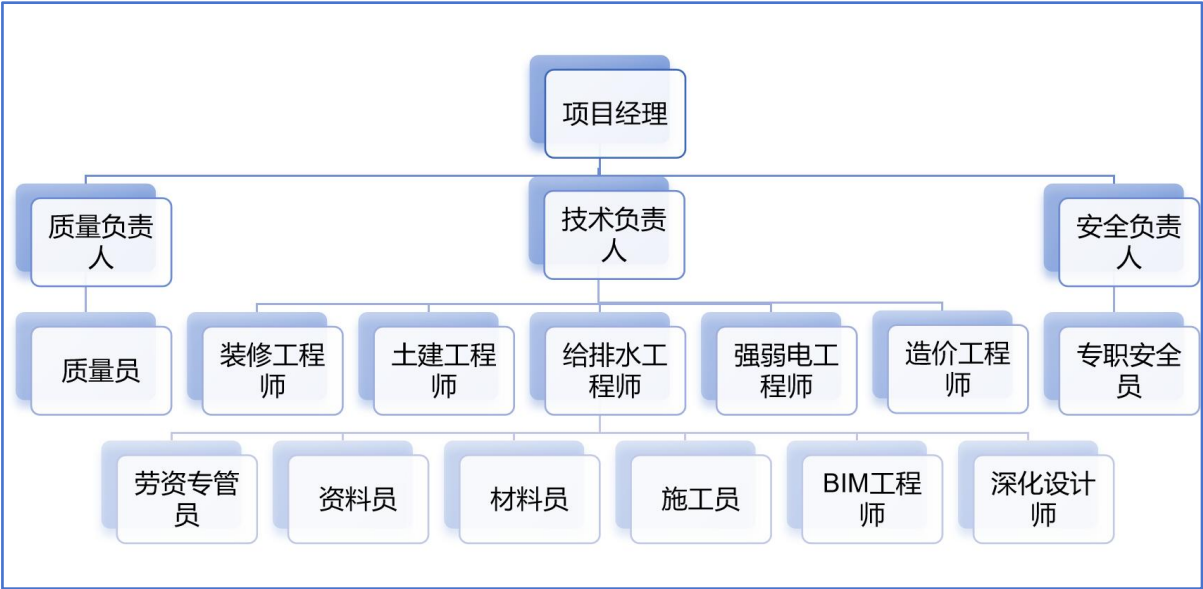 项目经理
质量负责
人
技术负责
人
安全负责
人
质量员
装修工程
师
土建工程
师
给排水工
程师
强弱电工
程师
造价工程
师
专职安全
员
劳资专管
员
资料员
材料员
施工员
BIM工程
师
深化设计
师